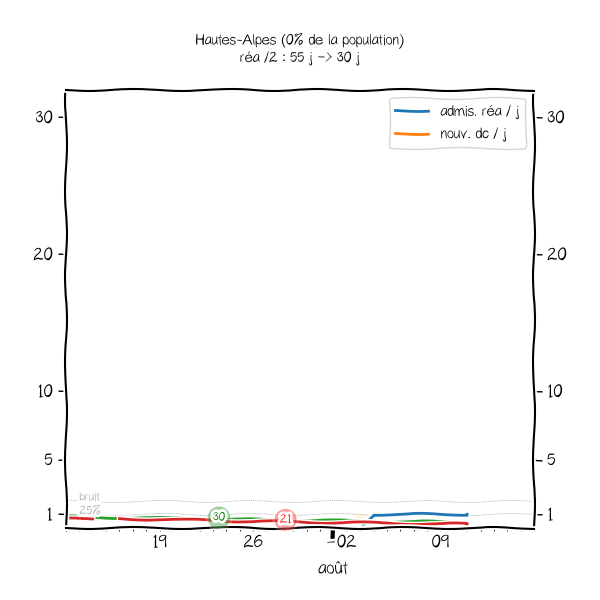 Hautes-Alpes (0% de la population)
réa /2 : 55 j -> 30 j
admis. réa / j
nouv. dc / j
30
30
20
20
10
10
5
5
bruit
25%
1
1
30
21
19
26
02
09
août